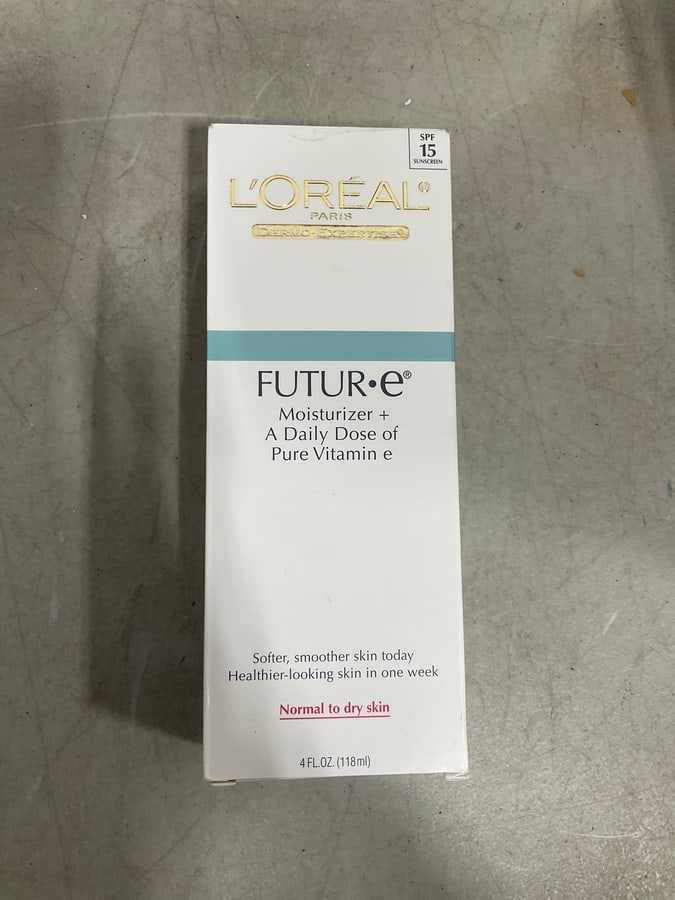 SPF
15
SUNSCREEN
L'ORÉAL®
PARIS
DERMO-EXPERTISE®
FUTUR•e®
Moisturizer +
A Daily Dose of
Pure Vitamin e
Softer, smoother skin today
Healthier-looking skin in one week
Normal to dry skin
4 FL.OZ. (118ml)